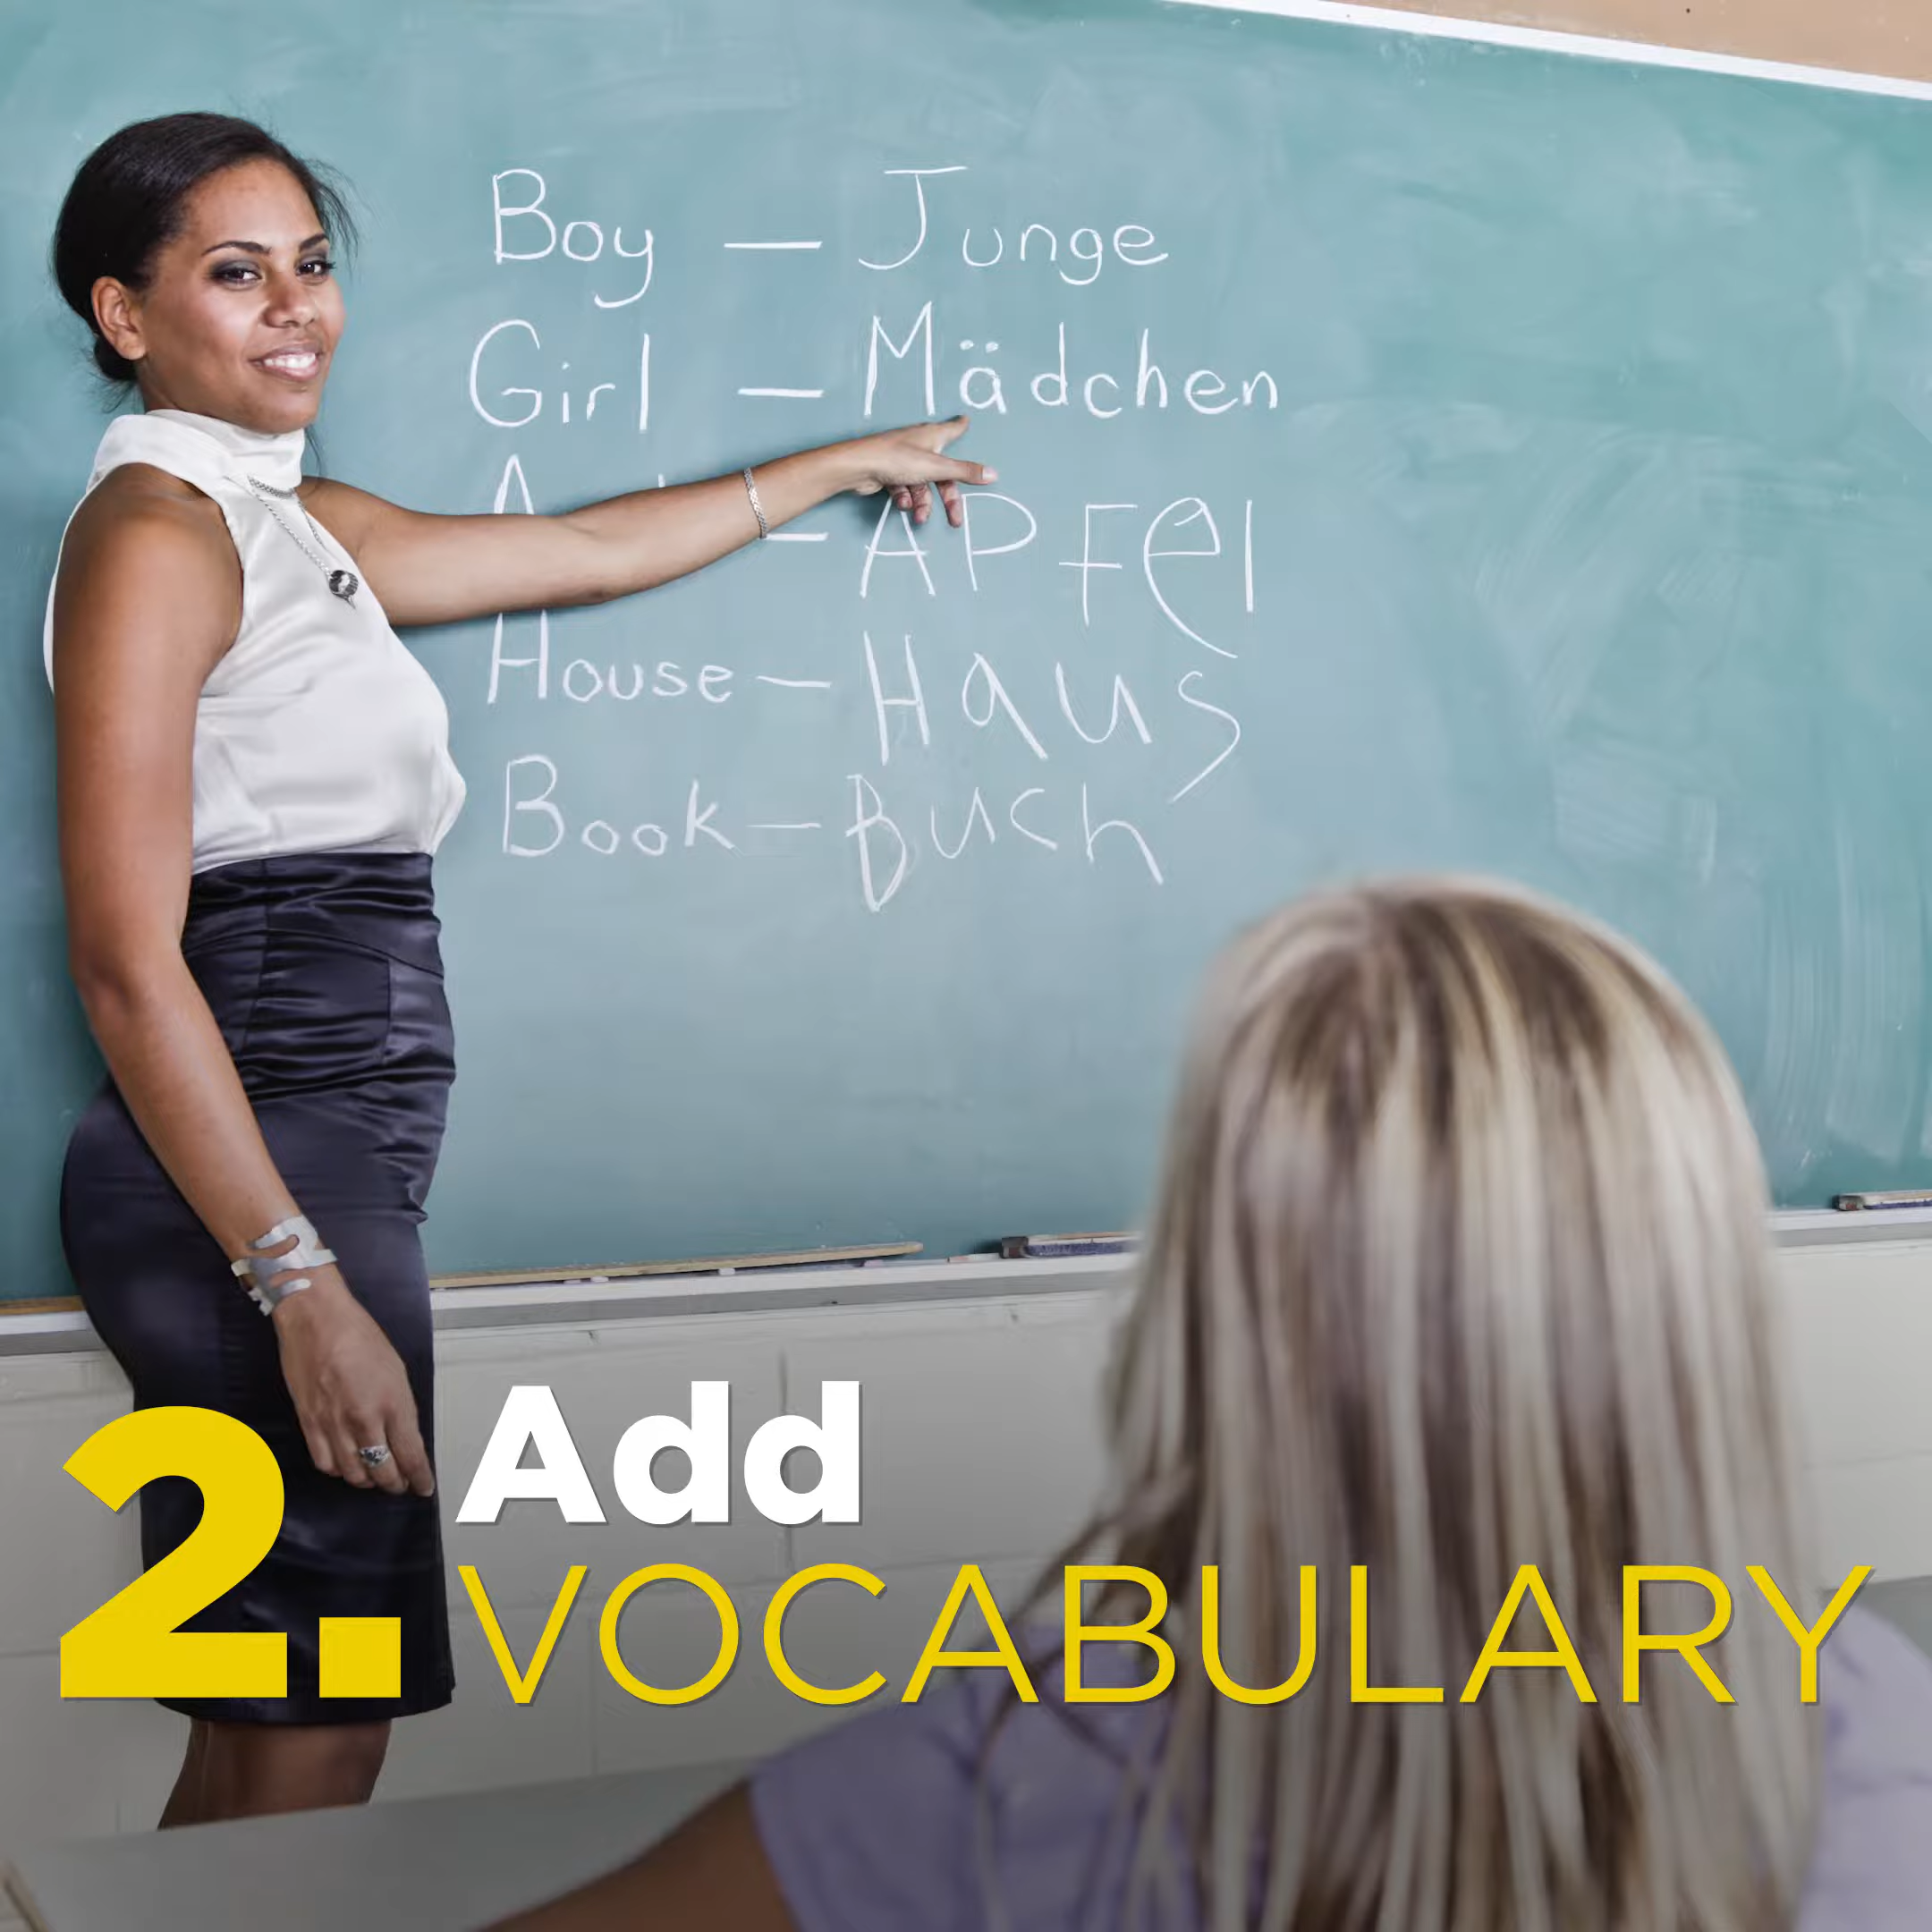 Boy — Junge
Girl — Mädchen
— APFel
House — Haus
Book — Buch
2. Add
VOCABULARY